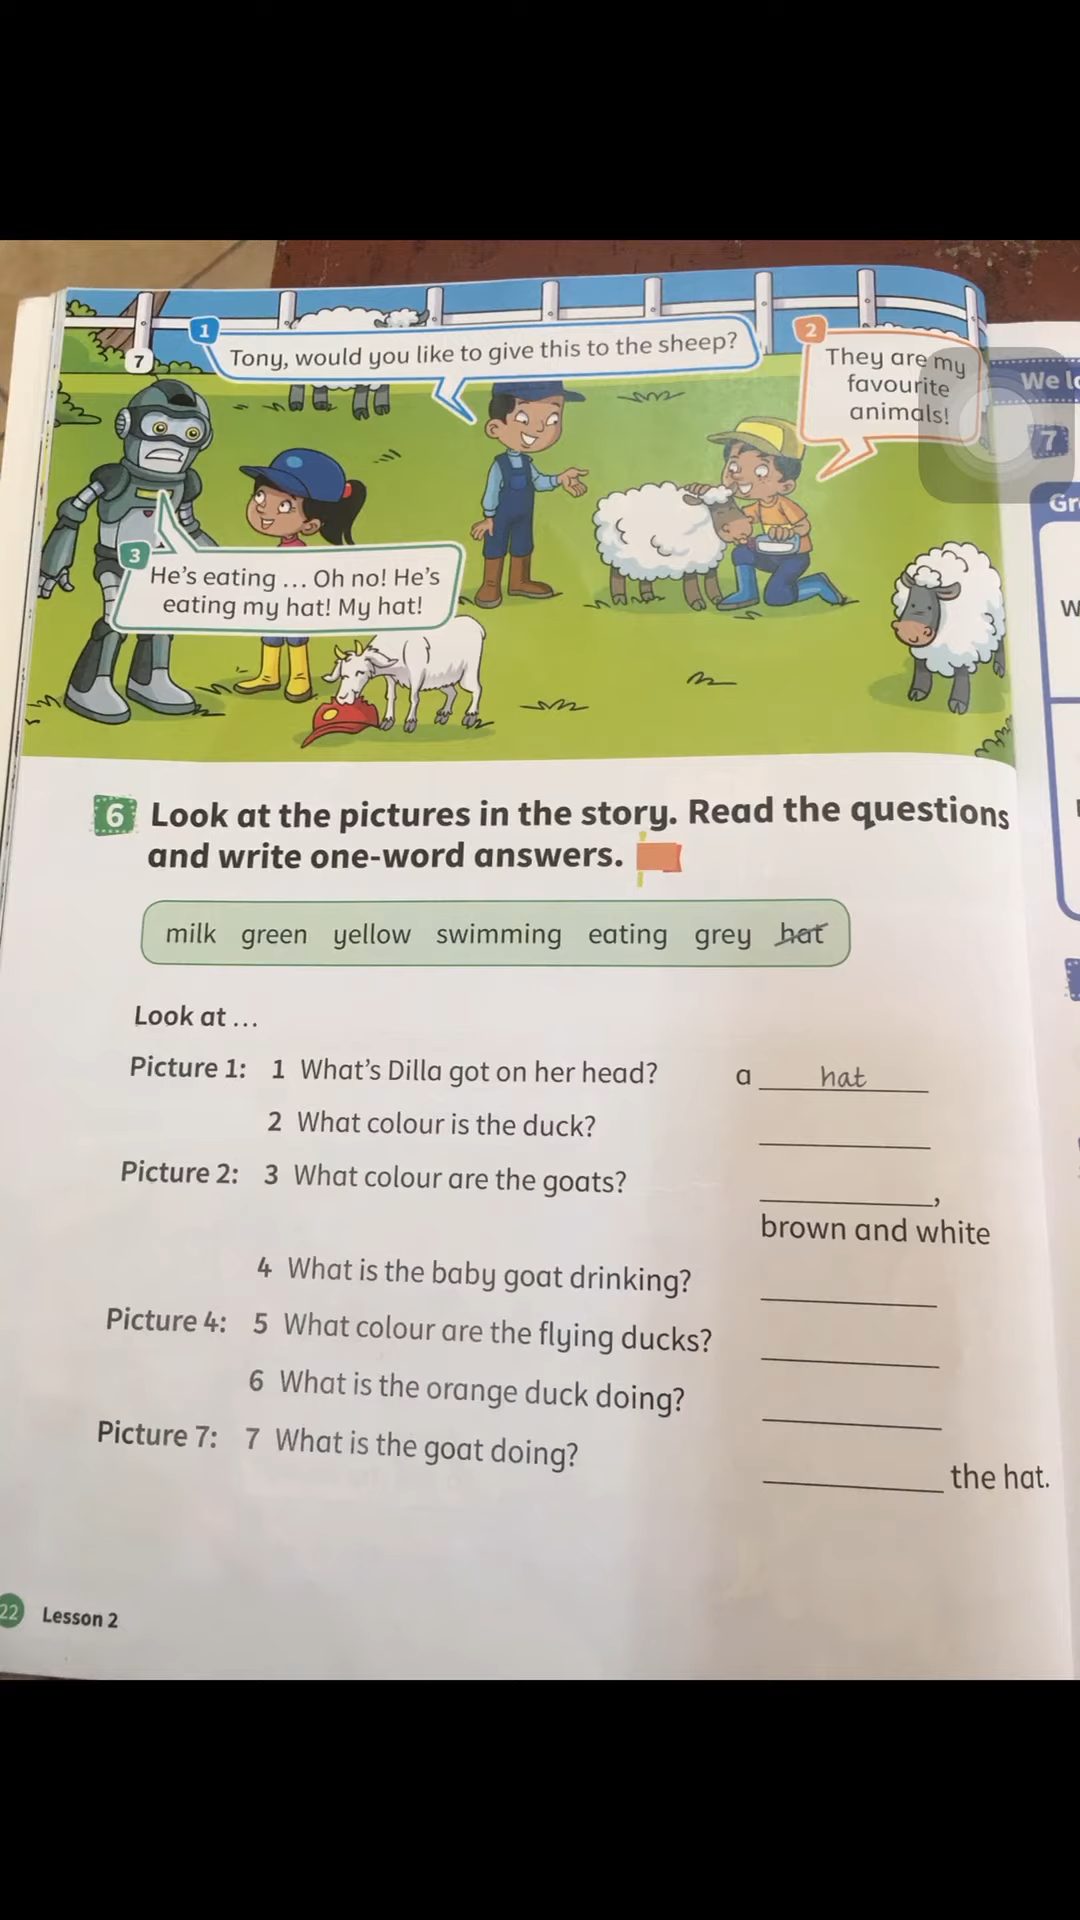 7
1
Tony, would you like to give this to the sheep?
2
They are my
favourite
animals!
3
He's eating ... Oh no! He's
eating my hat! My hat!
6 Look at the pictures in the story. Read the questions
and write one-word answers.
milk green yellow swimming eating grey hat
Look at ...
Picture 1: 1 What's Dilla got on her head? a hat
2 What colour is the duck?
Picture 2: 3 What colour are the goats? ,
brown and white
4 What is the baby goat drinking?
Picture 4: 5 What colour are the flying ducks?
6 What is the orange duck doing?
Picture 7: 7 What is the goat doing? the hat.
22 Lesson 2
We
7